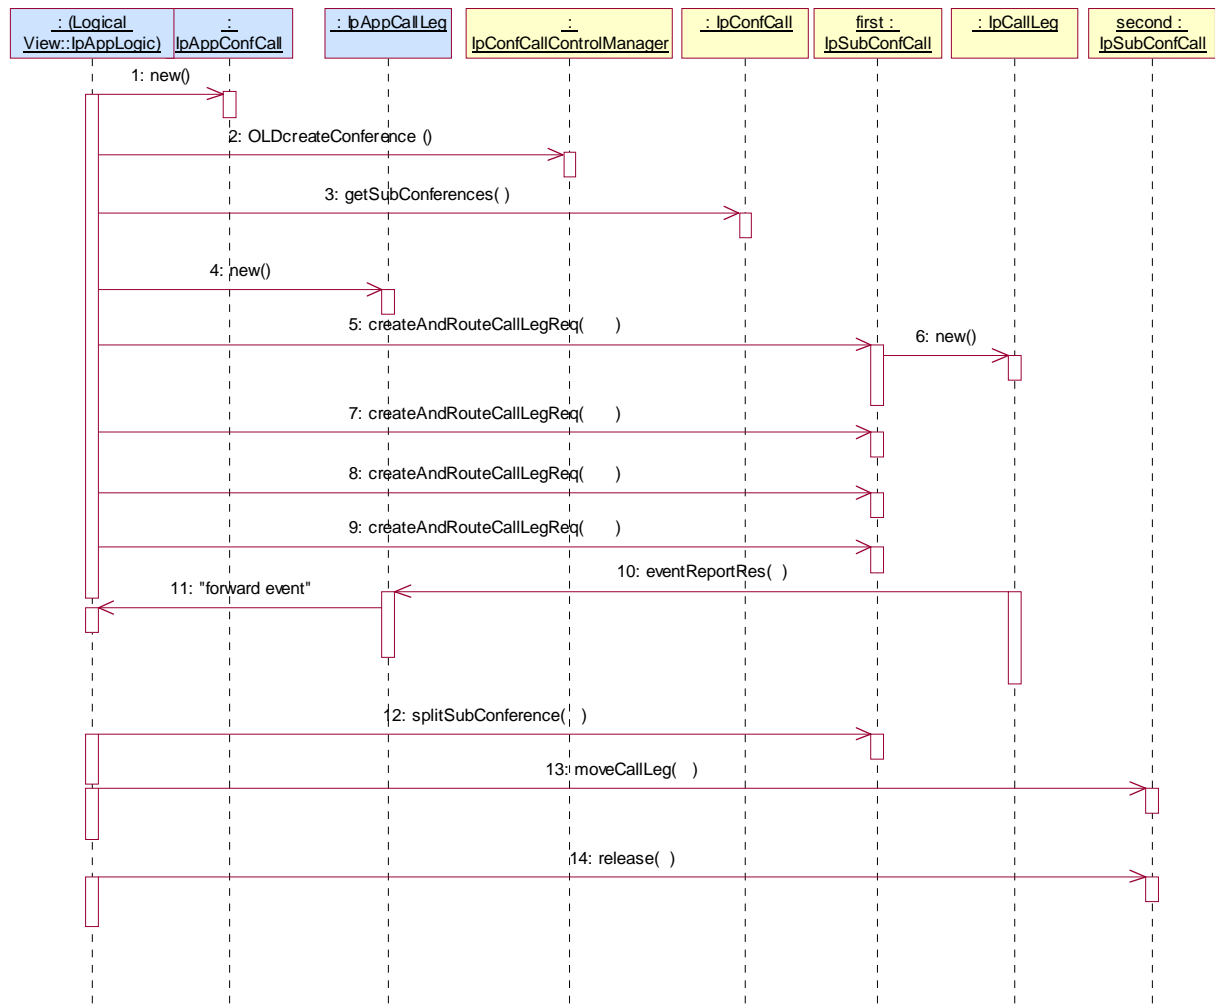 : (Logical
View::IpAppLogic)
:
IpAppConfCall
: IpAppCallLeg
:
IpConfCallControlManager
: IpConfCall
first :
IpSubConfCall
: IpCallLeg
second :
IpSubConfCall
1: new()
2: OLDcreateConference ()
3: getSubConferences( )
4: new()
5: createAndRouteCallLegReq( )
6: new()
7: createAndRouteCallLegReq( )
8: createAndRouteCallLegReq( )
9: createAndRouteCallLegReq( )
10: eventReportRes( )
11: "forward event"
12: splitSubConference( )
13: moveCallLeg( )
14: release( )